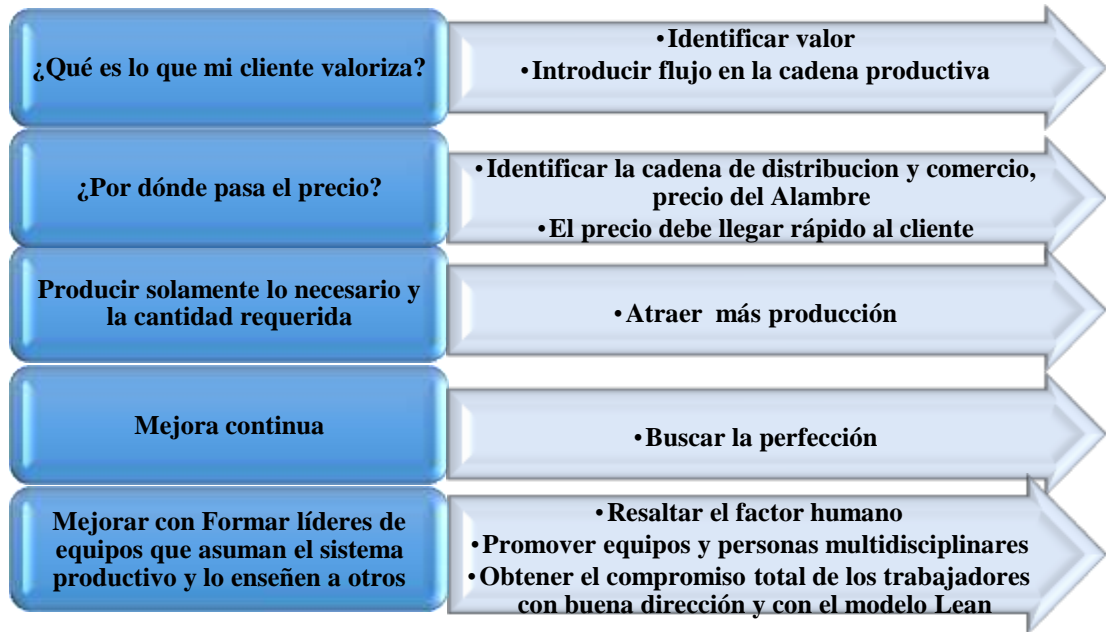 ¿Qué es lo que mi cliente valoriza?
•Identificar valor
•Introducir flujo en la cadena productiva
¿Por dónde pasa el precio?
•Identificar la cadena de distribucion y comercio,
precio del Alambre
•El precio debe llegar rápido al cliente
Producir solamente lo necesario y
la cantidad requerida
•Atraer más producción
Mejora continua
•Buscar la perfección
Mejorar con Formar líderes de
equipos que asuman el sistema
productivo y lo enseñen a otros
•Resaltar el factor humano
•Promover equipos y personas multidisciplinares
•Obtener el compromiso total de los trabajadores
con buena dirección y con el modelo Lean